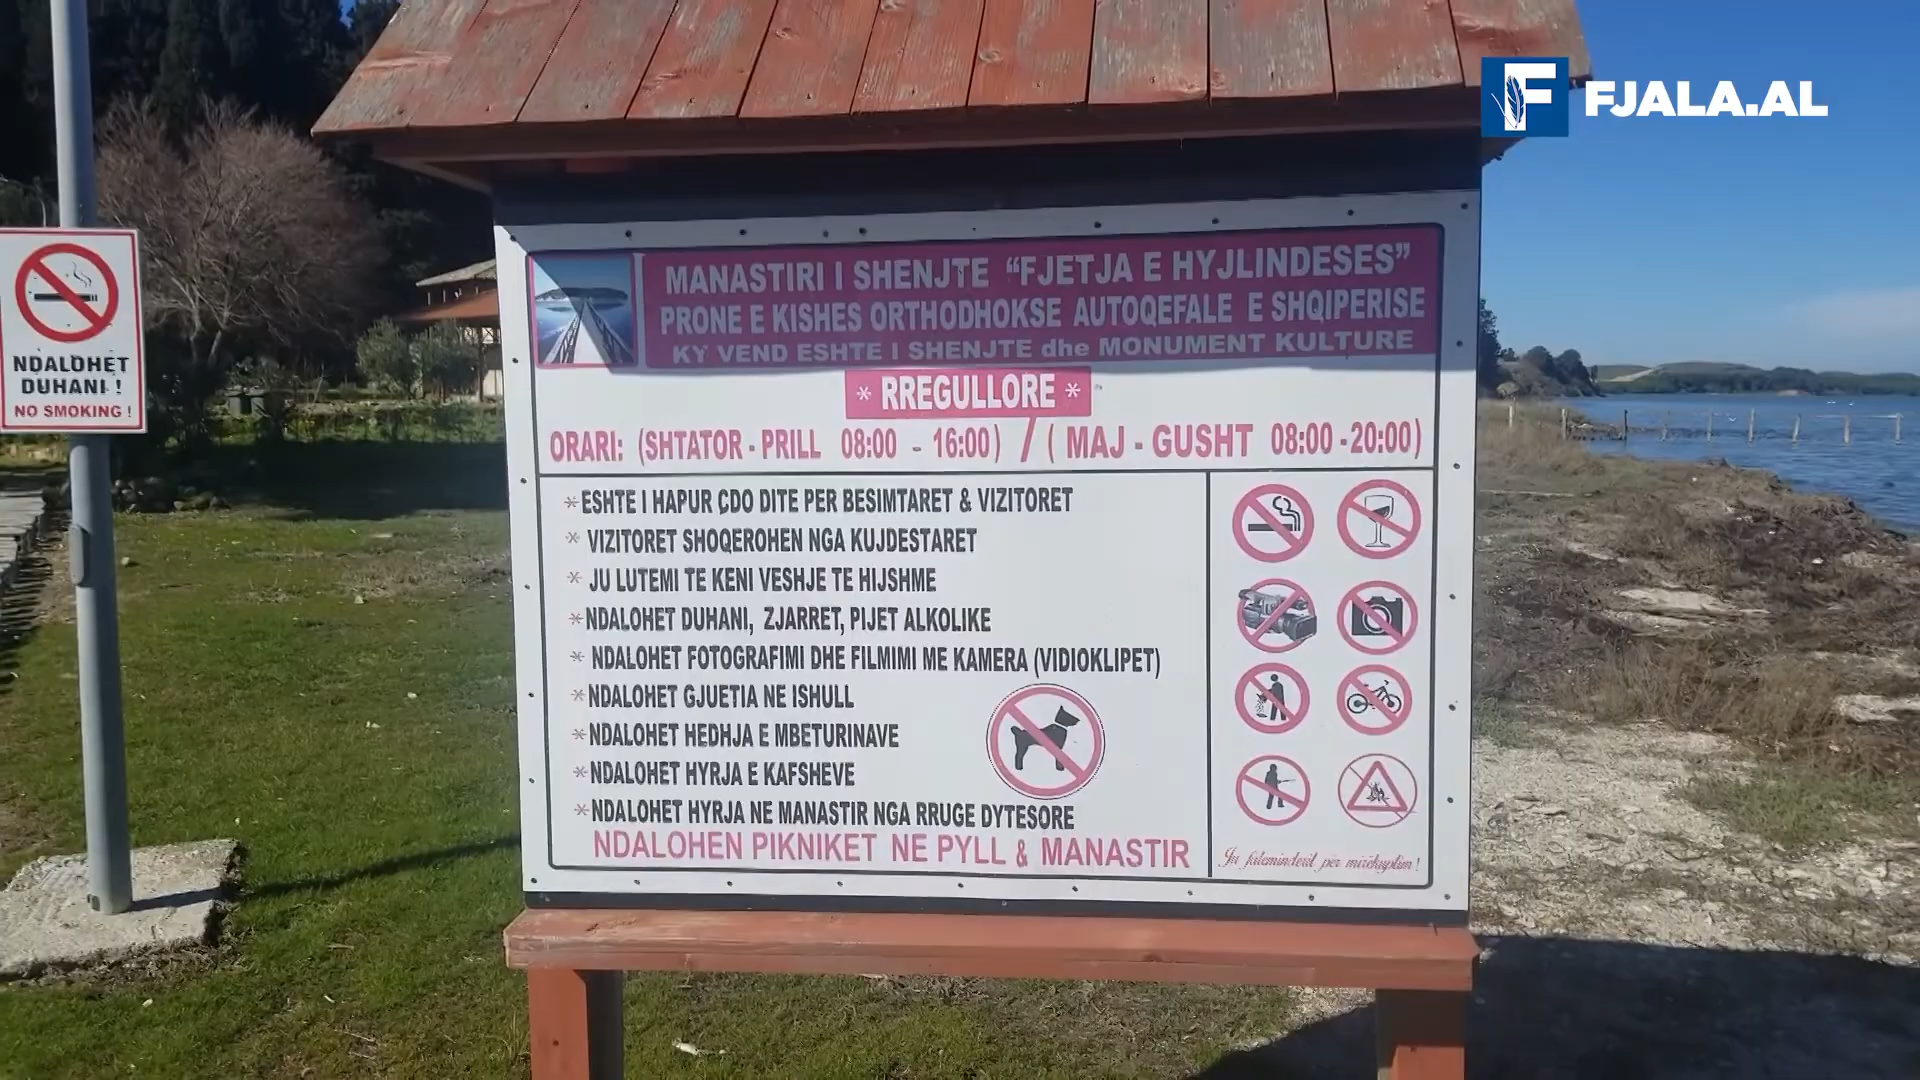 FJALA.AL
NDALOHET
DUHANI !
NO SMOKING !
MANASTIRI I SHENJTE “FJETJA E HYJLINDESES”
PRONE E KISHES ORTHODHOKSE AUTOQEFALE E SHQIPERISE
KY VEND ESHTE I SHENJTE dhe MONUMENT KULTURE
* RREGULLORE *
ORARI: (SHTATOR - PRILL 08:00 - 16:00) / ( MAJ - GUSHT 08:00 - 20:00)
* ESHTE I HAPUR ÇDO DITE PER BESIMTARET & VIZITORET
* VIZITORET SHOQEROHEN NGA KUJDESTARET
* JU LUTEMI TE KENI VESHJE TE HIJSHME
* NDALOHET DUHANI, ZJARRET, PIJET ALKOLIKE
* NDALOHET FOTOGRAFIMI DHE FILMIMI ME KAMERA (VIDIOKLIPET)
* NDALOHET GJUETIA NE ISHULL
* NDALOHET HEDHJA E MBETURINAVE
* NDALOHET HYRJA E KAFSHEVE
* NDALOHET HYRJA NE MANASTIR NGA RRUGE DYTESORE
NDALOHEN PIKNIKET NE PYLL & MANASTIR
Ju faleminderit për mirëkuptim !